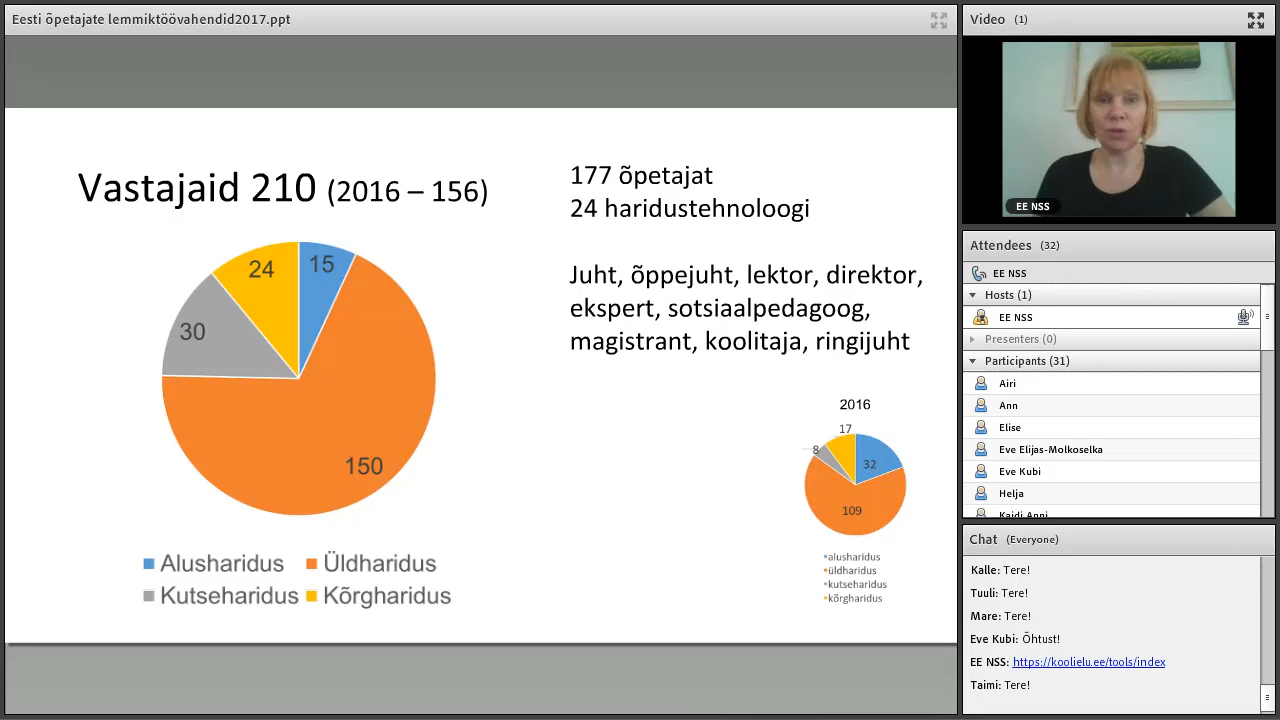 Eesti õpetajate lemmiktöövahendid2017.ppt
Vastajaid 210 (2016 – 156)
177 õpetajat
24 haridustehnoloogi
Juht, õppejuht, lektor, direktor,
ekspert, sotsiaalpedagoog,
magistrant, koolitaja, ringijuht
24
15
30
150
Alusharidus
Üldharidus
Kutseharidus
Kõrgharidus
2016
17
8
32
109
alusharidus
üldharidus
kutseharidus
kõrgharidus
Video (1)
EE NSS
Attendees (32)
EE NSS
Hosts (1)
EE NSS
Presenters (0)
Participants (31)
Airi
Ann
Elise
Eve Elijas-Molkoselka
Eve Kubi
Helja
Kaidi Anni
Chat (Everyone)
Kalle: Tere!
Tuuli: Tere!
Mare: Tere!
Eve Kubi: Õhtust!
EE NSS: https://koolielu.ee/tools/index
Taimi: Tere!